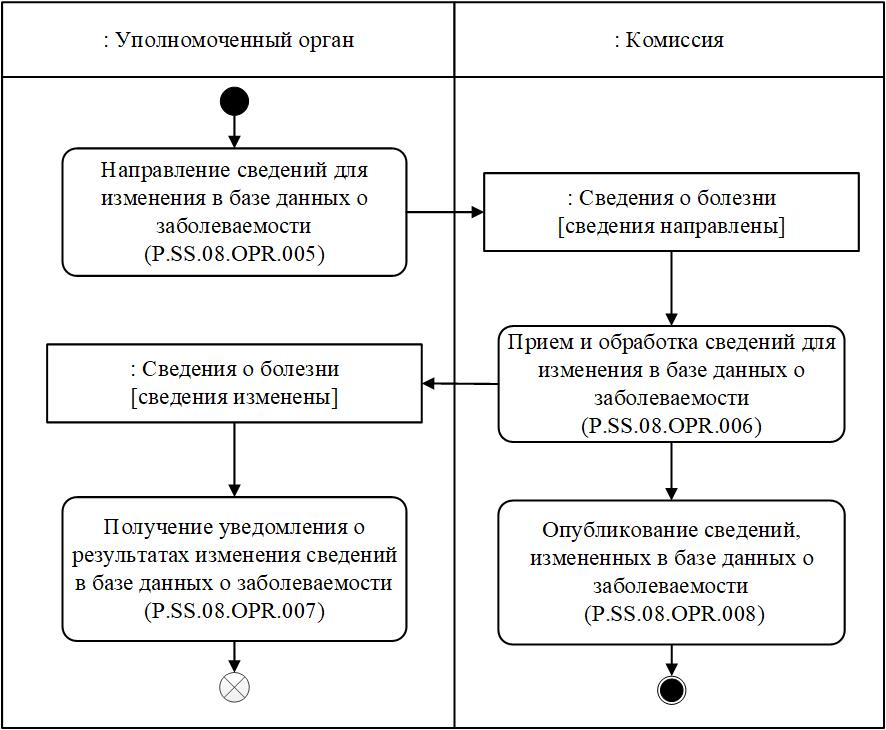 : Уполномоченный орган
: Комиссия
Направление сведений для
изменения в базе данных о
заболеваемости
(P.SS.08.OPR.005)
: Сведения о болезни
[сведения направлены]
Прием и обработка сведений для
изменения в базе данных о
заболеваемости
(P.SS.08.OPR.006)
: Сведения о болезни
[сведения изменены]
Получение уведомления о
результатах изменения сведений
в базе данных о заболеваемости
(P.SS.08.OPR.007)
Опубликование сведений,
измененных в базе данных о
заболеваемости
(P.SS.08.OPR.008)